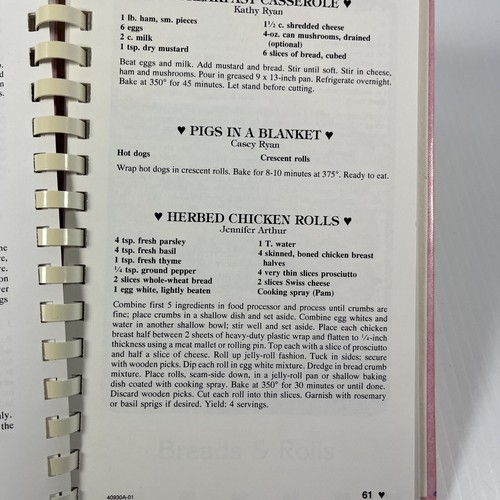 CASSEROLE ♥
Kathy Ryan
1 lb. ham, sm. pieces
6 eggs
2 c. milk
1 tsp. dry mustard
1½ c. shredded cheese
4-oz. can mushrooms, drained
(optional)
6 slices of bread, cubed
Beat eggs and milk. Add mustard and bread. Stir until soft. Stir in cheese,
ham and mushrooms. Pour in greased 9 x 13-inch pan. Refrigerate overnight.
Bake at 350° for 45 minutes. Let stand before cutting.
♥ PIGS IN A BLANKET ♥
Casey Ryan
Hot dogs
Crescent rolls
Wrap hot dogs in crescent rolls. Bake for 8-10 minutes at 375°. Ready to eat.
♥ HERBED CHICKEN ROLLS ♥
Jennifer Arthur
4 tsp. fresh parsley
4 tsp. fresh basil
1 tsp. fresh thyme
¼ tsp. ground pepper
2 slices whole-wheat bread
1 egg white, lightly beaten
1 T. water
4 skinned, boned chicken breast
halves
4 very thin slices prosciutto
2 slices Swiss cheese
Cooking spray (Pam)
Combine first 5 ingredients in food processor and process until crumbs are
fine; place crumbs in a shallow dish and set aside. Combine egg whites and
water in another shallow bowl; stir well and set aside. Place each chicken
breast half between 2 sheets of heavy-duty plastic wrap and flatten to ¼-inch
thickness using a meat mallet or rolling pin. Top each with a slice of prosciutto
and half a slice of cheese. Roll up jelly-roll fashion. Tuck in sides; secure
with wooden picks. Dip each roll in egg white mixture. Dredge in bread crumb
mixture. Place rolls, seam-side down, in a jelly-roll pan or shallow baking
dish coated with cooking spray. Bake at 350° for 30 minutes or until done.
Discard wooden picks. Cut each roll into thin slices. Garnish with rosemary
or basil sprigs if desired. Yield: 4 servings.
40930A-01
61 ♥